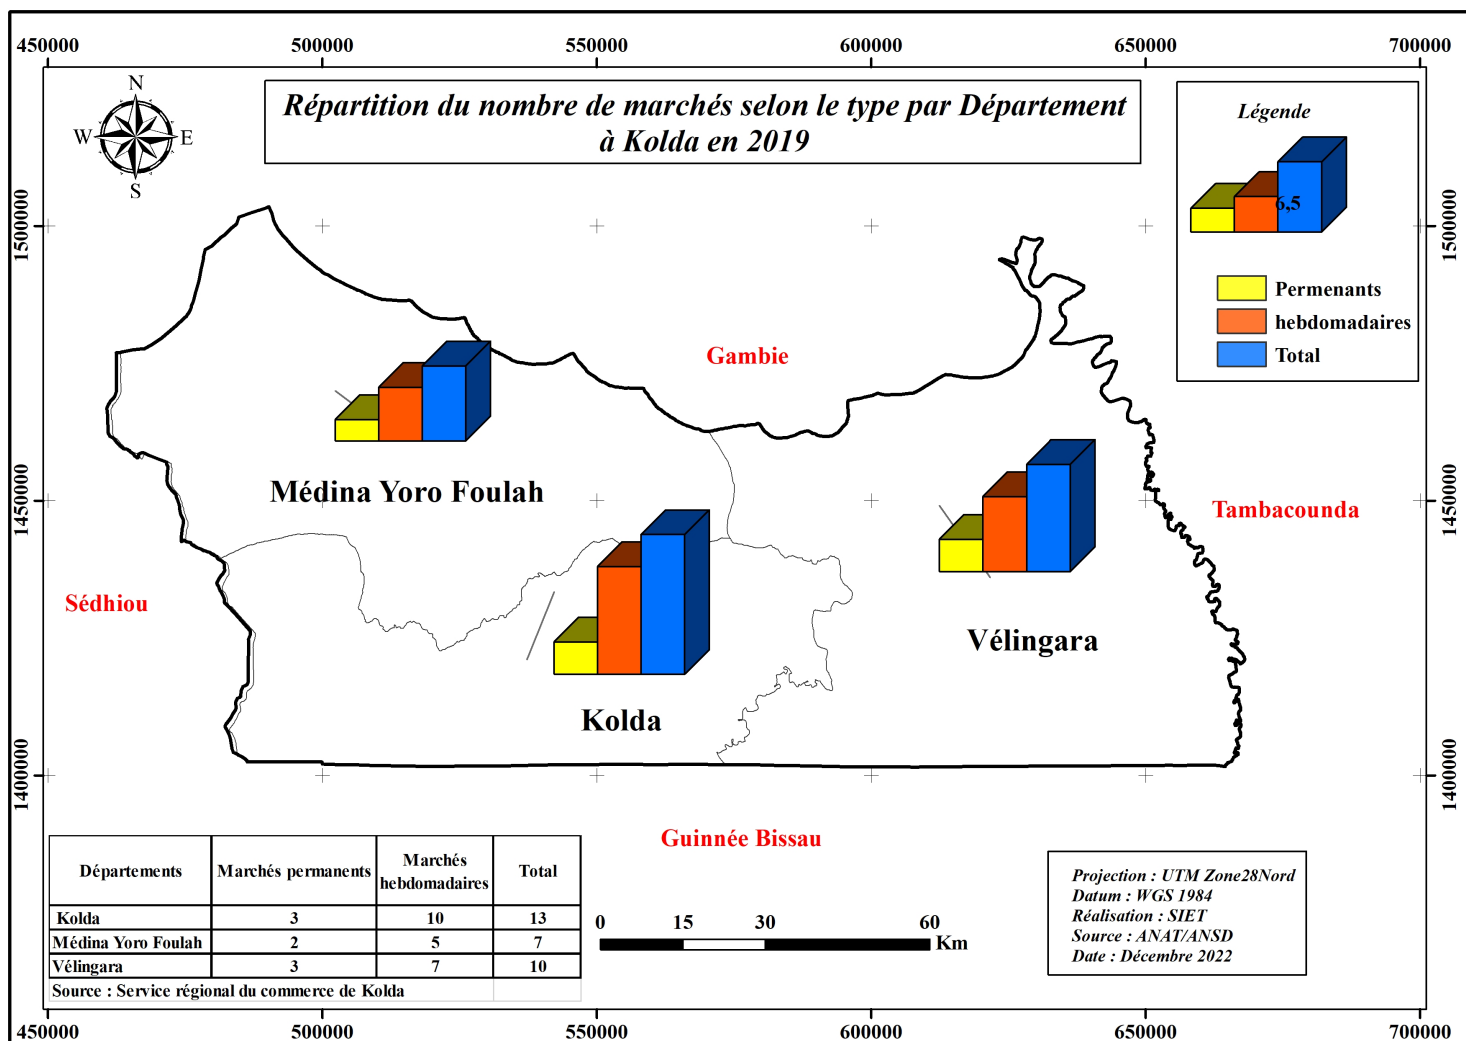 450000 500000 550000 600000 650000 700000
N
W E
S
Répartition du nombre de marchés selon le type par Département
à Kolda en 2019
Légende
6,5
Permenants
hebdomadaires
Total
1500000 1500000
Gambie
Médina Yoro Foulah
1450000 1450000
Tambacounda
Sédhiou
Vélingara
Kolda
1400000 1400000
Guinnée Bissau
Départements Marchés permanents Marchés hebdomadaires Total
Kolda 3 10 13
Médina Yoro Foulah 2 5 7
Vélingara 3 7 10
Source : Service régional du commerce de Kolda
0 15 30 60
Km
Projection : UTM Zone28Nord
Datum : WGS 1984
Réalisation : SIET
Source : ANAT/ANSD
Date : Décembre 2022
450000 500000 550000 600000 650000 700000